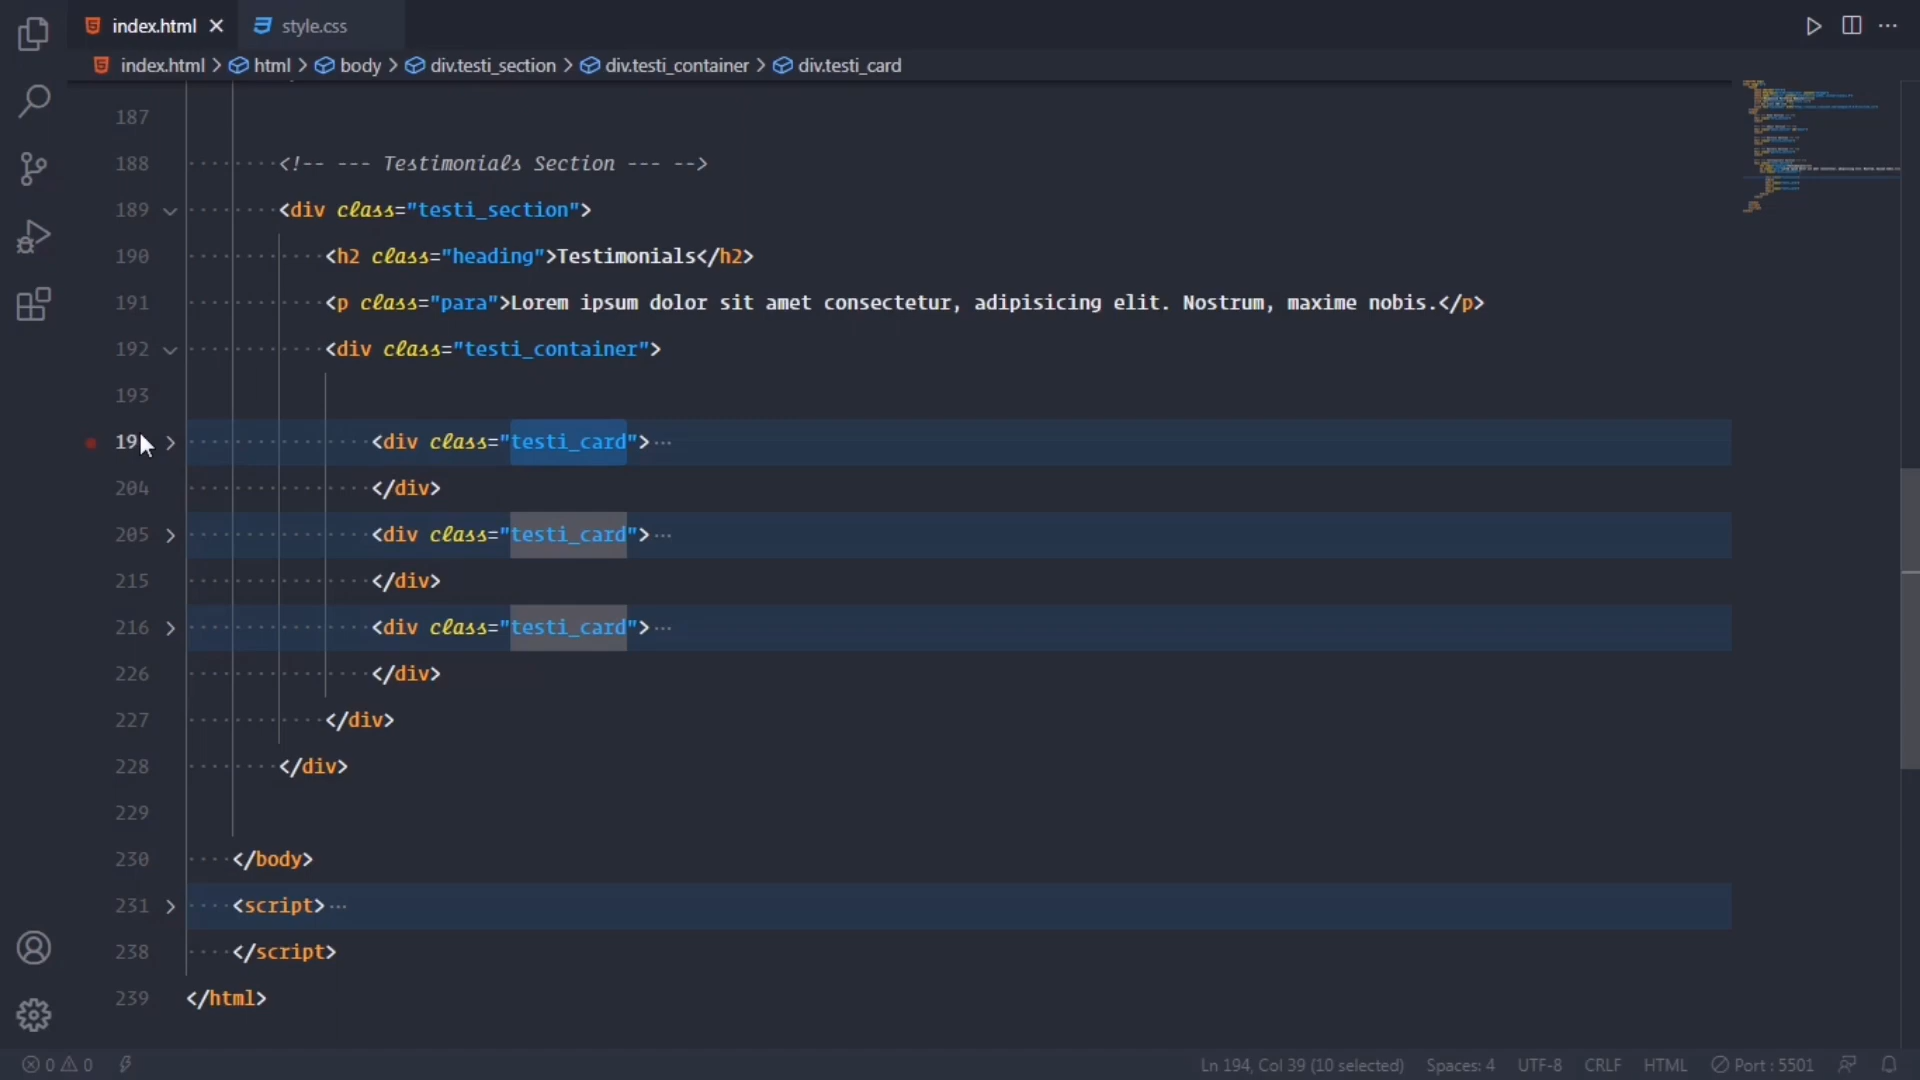 index.html
style.css
index.html > html > body > div.testi_section > div.testi_container > div.testi_card
187
188 <!-- --- Testimonials Section --- -->
189 <div class="testi_section">
190 <h2 class="heading">Testimonials</h2>
191 <p class="para">Lorem ipsum dolor sit amet consectetur, adipisicing elit. Nostrum, maxime nobis.</p>
192 <div class="testi_container">
193
19 <div class="testi_card">
204 </div>
205 <div class="testi_card">
215 </div>
216 <div class="testi_card">
226 </div>
227 </div>
228 </div>
229
230 </body>
231 <script>
238 </script>
239 </html>
0 0 Ln 194, Col 39 (10 selected) Spaces: 4 UTF-8 CRLF HTML Port : 5501